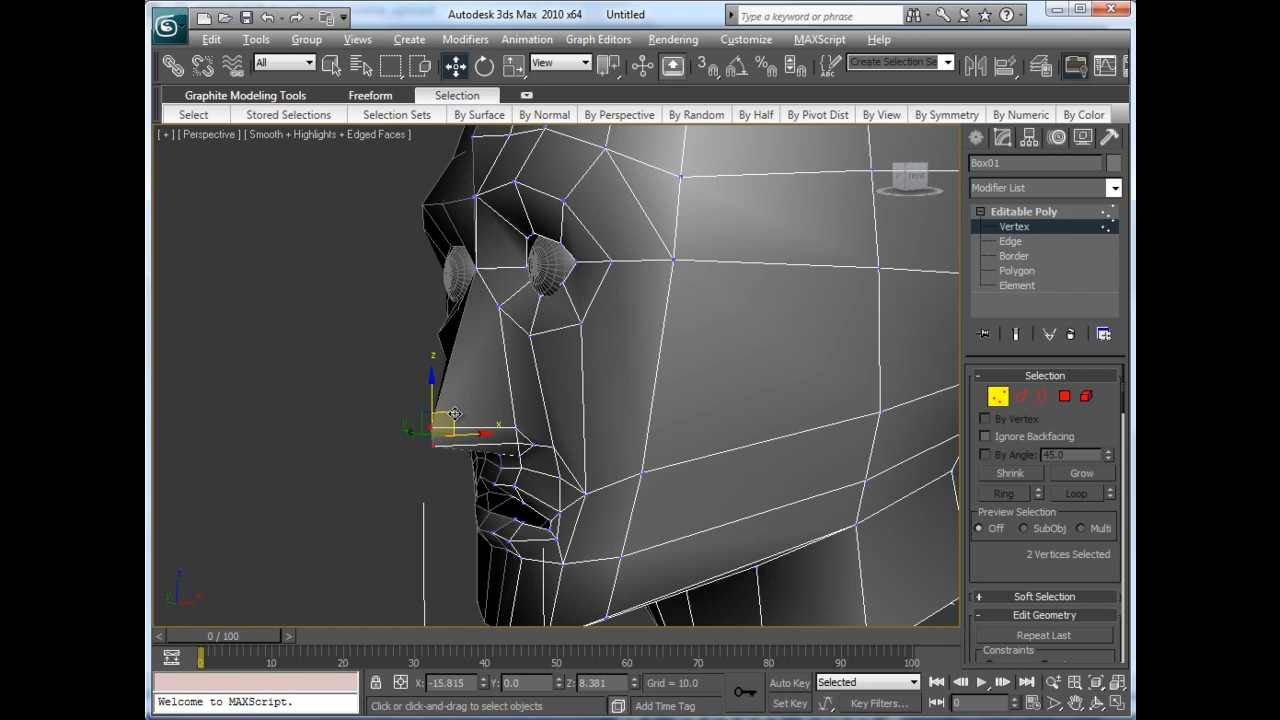 Autodesk 3ds Max 2010 x64 Untitled
Type a keyword or phrase
Edit Tools Group Views Create Modifiers Animation Graph Editors Rendering Customize MAXScript Help
All View Create Selection Se
Graphite Modeling Tools Freeform Selection
Select Stored Selections Selection Sets By Surface By Normal By Perspective By Random By Half By Pivot Dist By View By Symmetry By Numeric By Color
[ + ] [ Perspective ] [ Smooth + Highlights + Edged Faces ]
FRONT
Box01
Modifier List
Editable Poly
Vertex
Edge
Border
Polygon
Element
Selection
By Vertex
Ignore Backfacing
By Angle: 45.0
Shrink Grow
Ring Loop
Preview Selection
Off SubObj Multi
2 Vertices Selected
Soft Selection
Edit Geometry
Repeat Last
Constraints
z
x
y
z
x
y
0 / 100
0 10 20 30 40 50 60 70 80 90 100
X: -15.815 Y: 0.0 Z: 8.381 Grid = 10.0 Auto Key Selected
Welcome to MAXScript. Click or click-and-drag to select objects Add Time Tag Set Key Key Filters... 0